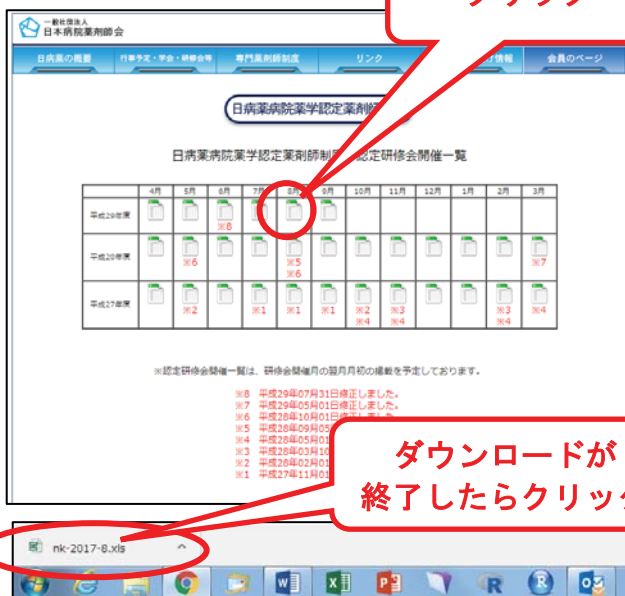 クリック
一般社団法人
日本病院薬剤師会
日病薬の概要 行事予定・学会・研修会等 専門薬剤師制度 リンク 情報 会員のページ
日病薬病院薬学認定薬剤師
日病薬病院薬学認定薬剤師制度 認定研修会開催一覧
4月 5月 6月 7月 8月 9月 10月 11月 12月 1月 2月 3月
平成29年度
※8
平成28年度
※6 ※5 ※7
※6
平成27年度
※2 ※1 ※1 ※1 ※2 ※3 ※3 ※4
※4 ※4 ※4
※認定研修会開催一覧は、研修会開催月の翌月月初の掲載を予定しております。
※8 平成29年07月31日修正しました。
※7 平成29年05月01日修正しました。
※6 平成28年10月01日修正しました。
※5 平成28年09月05
※4 平成28年05月01
※3 平成28年03月10
※2 平成28年02月01
※1 平成27年11月01
ダウンロードが
終了したらクリック
nk-2017-8.xls